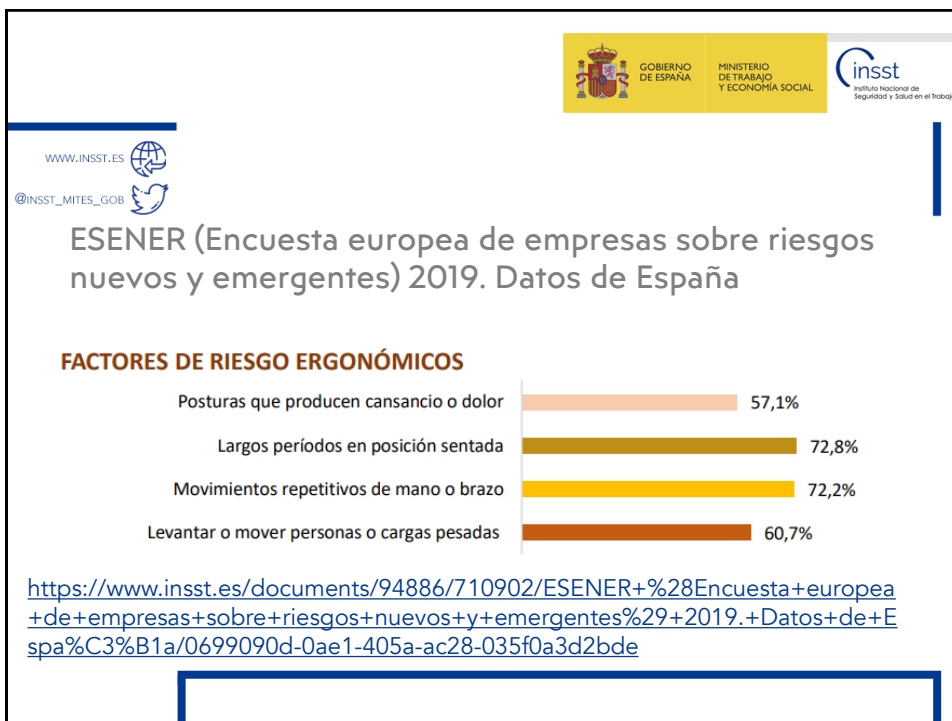 GOBIERNO
DE ESPAÑA
MINISTERIO
DE TRABAJO
Y ECONOMÍA SOCIAL
insst
Instituto Nacional de
Seguridad y Salud en el Trabajo
WWW.INSST.ES
@INSST_MITES_GOB
ESENER (Encuesta europea de empresas sobre riesgos
nuevos y emergentes) 2019. Datos de España
FACTORES DE RIESGO ERGONÓMICOS
Posturas que producen cansancio o dolor 57,1%
Largos períodos en posición sentada 72,8%
Movimientos repetitivos de mano o brazo 72,2%
Levantar o mover personas o cargas pesadas 60,7%
https://www.insst.es/documents/94886/710902/ESENER+%28Encuesta+europea
+de+empresas+sobre+riesgos+nuevos+y+emergentes%29+2019.+Datos+de+E
spa%C3%B1a/0699090d-0ae1-405a-ac28-035f0a3d2bde